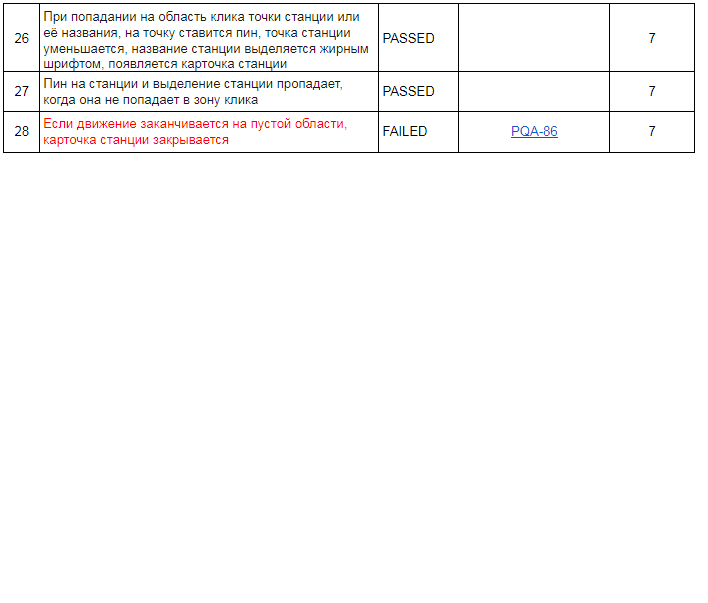 При попадании на область клика точки станции или
26 её названия, на точку ставится пин, точка станции PASSED 7
уменьшается, название станции выделяется жирным
шрифтом, появляется карточка станции
27 Пин на станции и выделение станции пропадает, PASSED 7
когда она не попадает в зону клика
28 Если движение заканчивается на пустой области, FAILED PQA-86 7
карточка станции закрывается